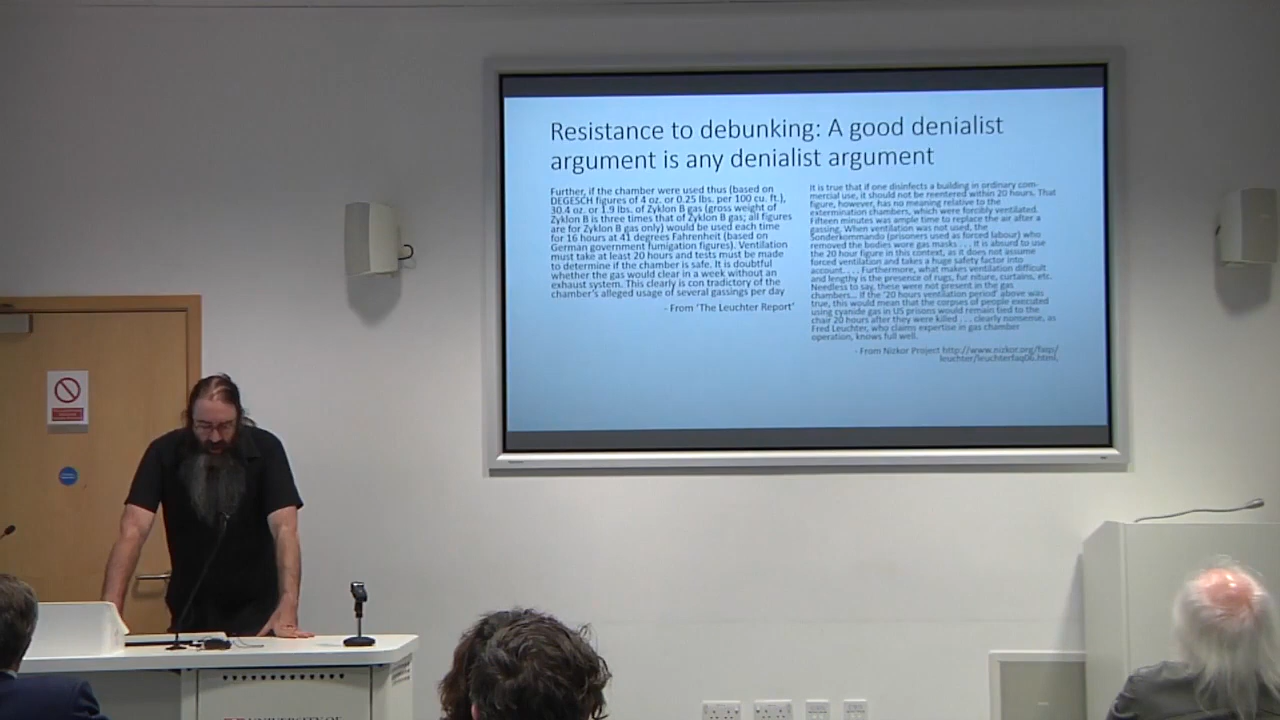 Resistance to debunking: A good denialist
argument is any denialist argument
Further, if the chamber were used thus (based on
DEGESCH figures of 4 oz. or 0.25 lbs. per 100 cu. ft.),
30.4 oz. or 1.9 lbs. of Zyklon B gas (gross weight of
Zyklon B is three times that of Zyklon B gas; all figures
are for Zyklon B gas only) would be used each time
for 16 hours at 41 degrees Fahrenheit (based on
German government fumigation figures). Ventilation
must take at least 20 hours and tests must be made
to determine if the chamber is safe. It is doubtful
whether the gas would clear in a week without an
exhaust system. This clearly is con tradictory of the
chamber's alleged usage of several gassings per day
- From 'The Leuchter Report'
It is true that if one disinfects a building in ordinary com-
mercial use, it should not be reentered within 20 hours. That
figure, however, has no meaning relative to the
extermination chambers, which were forcibly ventilated.
Fifteen minutes was ample time to replace the air after a
gassing. When ventilation was not used, the
Sonderkommando (prisoners used as forced labour) who
removed the bodies wore gas masks . . . It is absurd to use
the 20 hour figure in this context, as it does not assume
forced ventilation and takes a huge safety factor into
account. . . . Furthermore, what makes ventilation difficult
and lengthy is the presence of rugs, fur niture, curtains, etc.
Needless to say, these were not present in the gas
chambers... If the '20 hours ventilation period' above was
true, this would mean that the corpses of people executed
using cyanide gas in US prisons would remain tied to the
chair 20 hours after they were killed . . . clearly nonsense, as
Fred Leuchter, who claims expertise in gas chamber
operation, knows full well.
- From Nizkor Project http://www.nizkor.org/faqs/
leuchter/leuchterfaq06.html,
UNIVERSITY OF